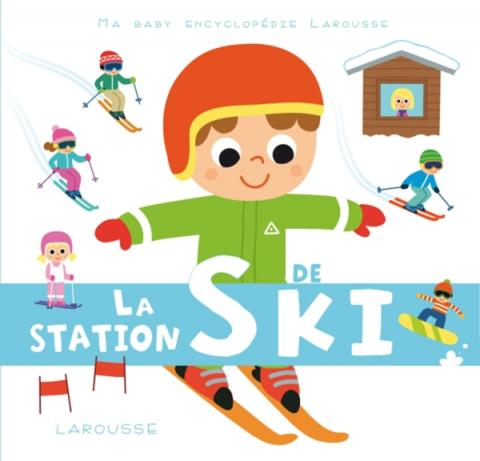 Ma baby encyclopédie Larousse
La
station
de
Ski
LAROUSSE